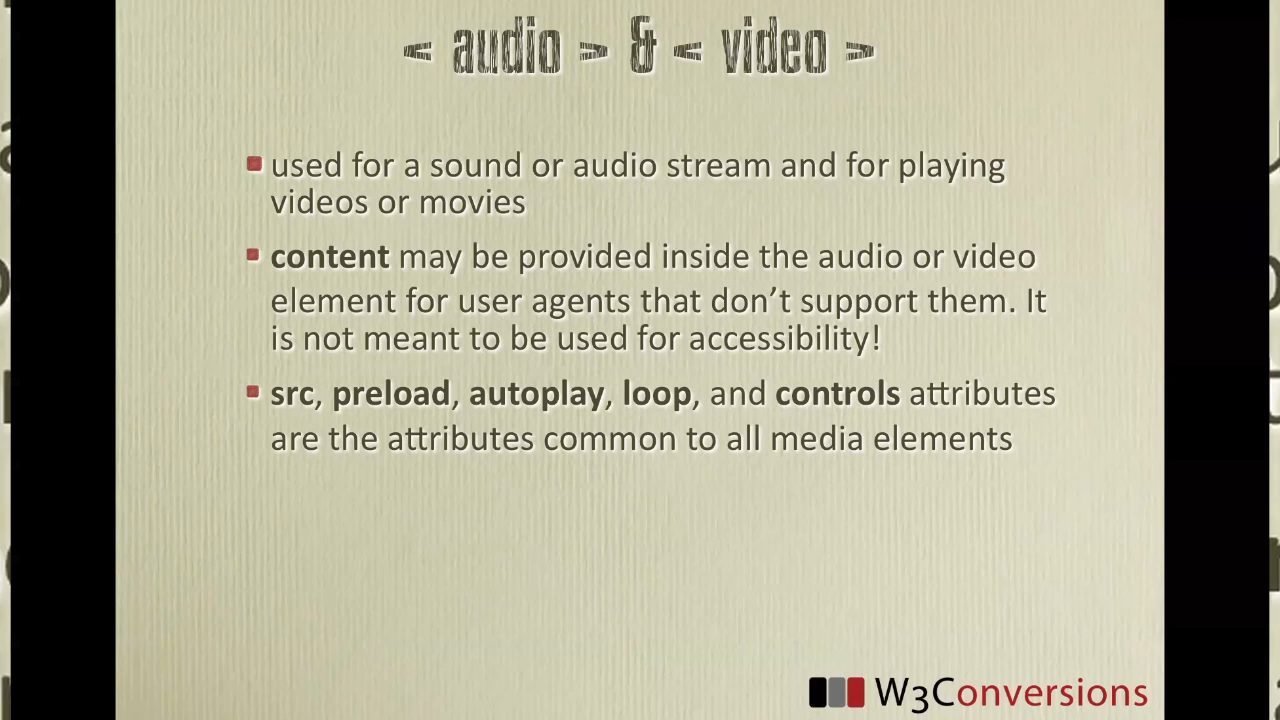 < audio > & < video >
used for a sound or audio stream and for playing
videos or movies
content may be provided inside the audio or video
element for user agents that don’t support them. It
is not meant to be used for accessibility!
src, preload, autoplay, loop, and controls attributes
are the attributes common to all media elements
W3Conversions